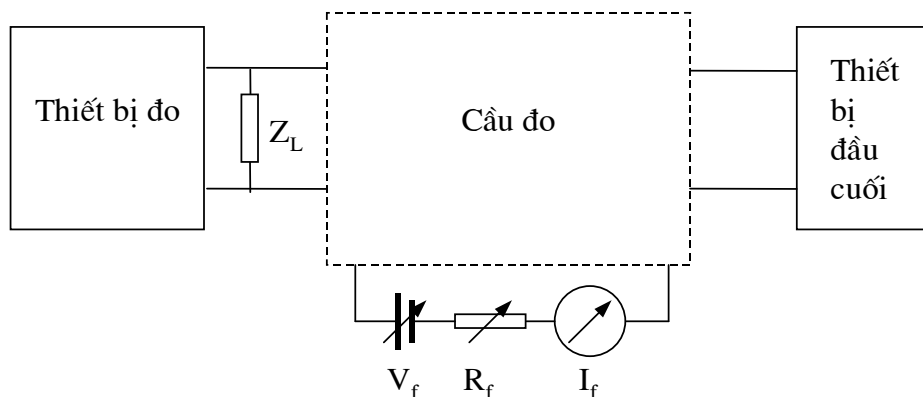 Thiết bị đo
Z_L
Cầu đo
Thiết
bị
đầu
cuối
V_f
R_f
I_f